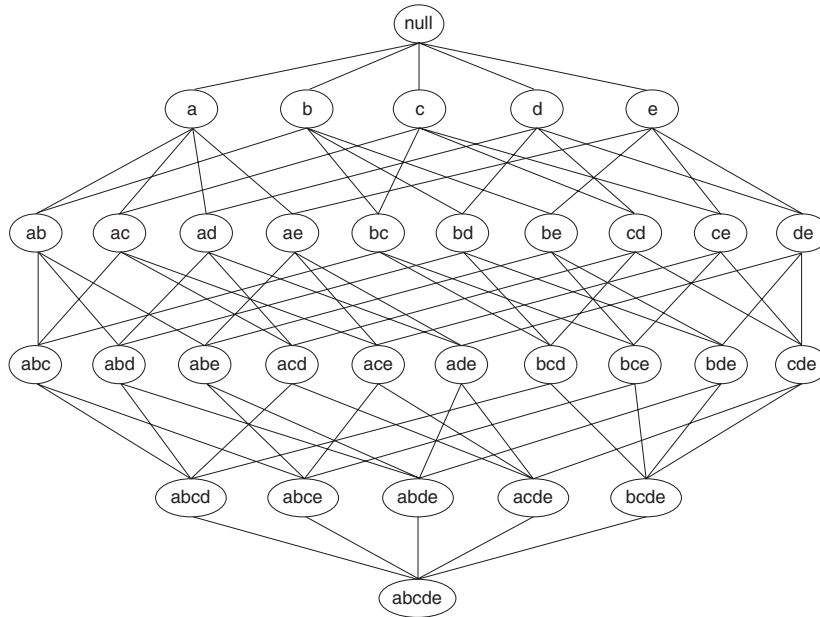 null
a b c d e
ab ac ad ae bc bd be cd ce de
abc abd abe acd ace ade bcd bce bde cde
abcd abce abde acde bcde
abcde